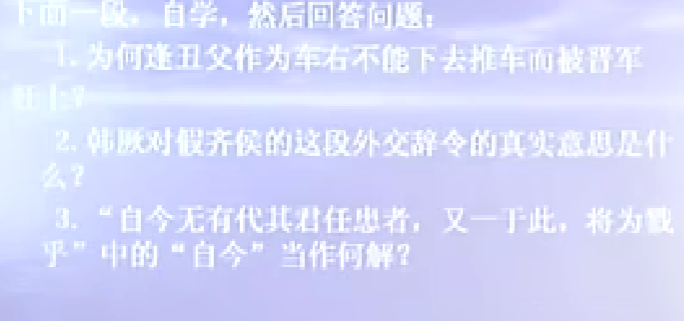 下面一段，自学，然后回答问题：
1. 为何逢丑父作为车右不能下去推车而被晋军
赶上？
2. 韩厥对假齐侯的这段外交辞令的真实意思是什
么？
3. “自今无有代其君任患者，又一于此，将为戮
乎”中的“自今”当作何解？